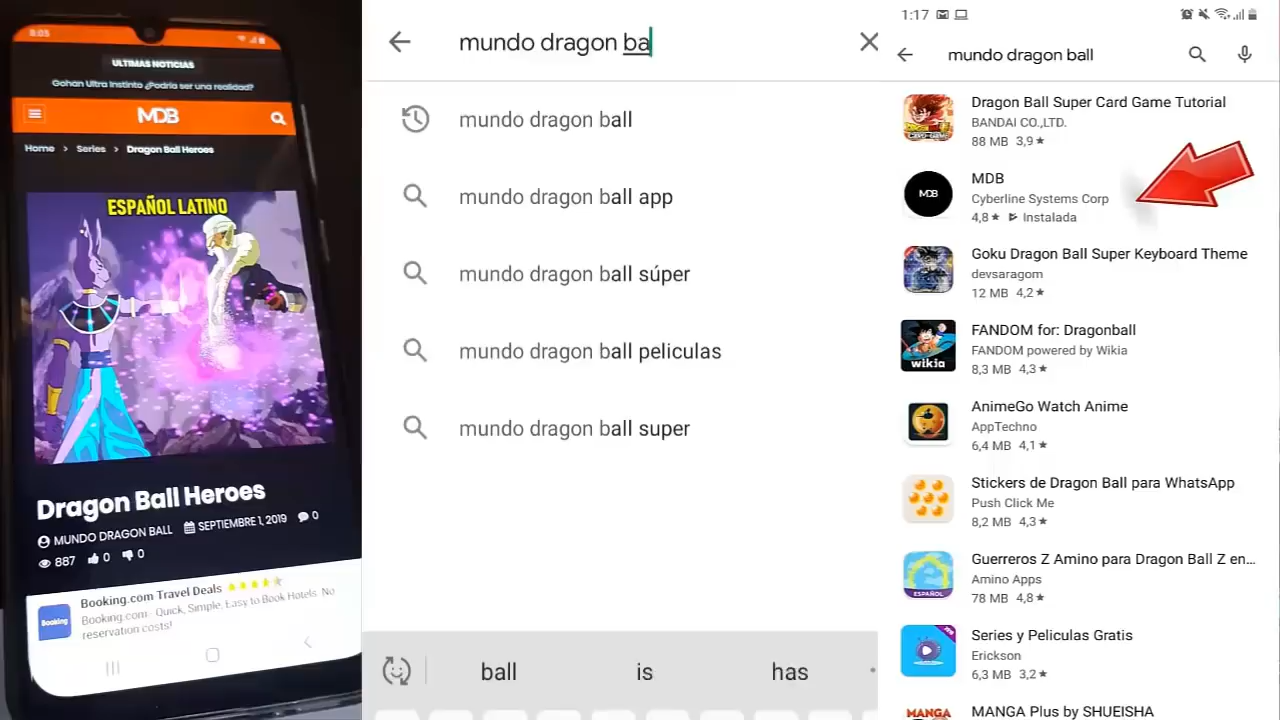 8:05
ULTIMAS NOTICIAS
Gohan Ultra Instinto ¿Podría ser una realidad?
MDB
Home > Series > Dragon Ball Heroes
ESPAÑOL LATINO
Dragon Ball Heroes
MUNDO DRAGON BALL SEPTIEMBRE 1, 2019 0
887 0 0
Booking.com Travel Deals
Booking.com - Quick, Simple, Easy to Book Hotels. No
reservation costs!
Booking
mundo dragon ba
mundo dragon ball
mundo dragon ball app
mundo dragon ball súper
mundo dragon ball peliculas
mundo dragon ball super
ball is has
1:17
mundo dragon ball
Dragon Ball Super Card Game Tutorial
BANDAI CO.,LTD.
88 MB 3,9★
MDB
MDB
Cyberline Systems Corp
4,8★ Instalada
Goku Dragon Ball Super Keyboard Theme
devsaragom
12 MB 4,2★
FANDOM for: Dragonball
FANDOM powered by Wikia
8,3 MB 4,3★
wikia
AnimeGo Watch Anime
AppTechno
6,4 MB 4,1★
Stickers de Dragon Ball para WhatsApp
Push Click Me
8,2 MB 4,3★
Guerreros Z Amino para Dragon Ball Z en...
Amino Apps
78 MB 4,8★
ESPAÑOL
Series y Peliculas Gratis
Erickson
6,3 MB 3,2★
MANGA Plus by SHUEISHA
MANGA